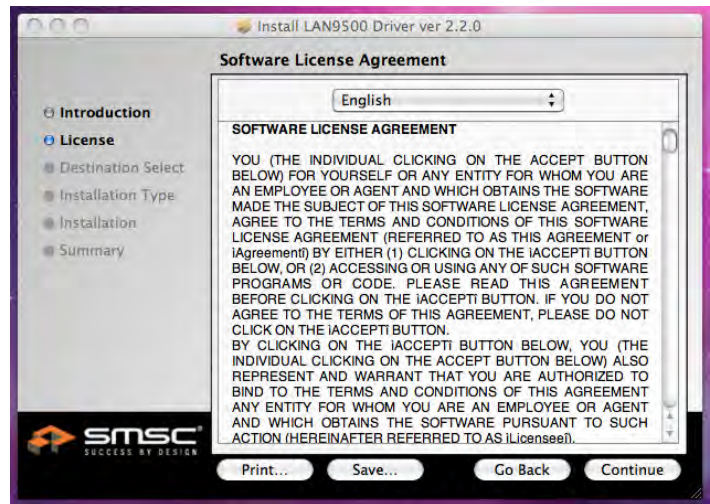 Install LAN9500 Driver ver 2.2.0
Software License Agreement
Introduction
License
Destination Select
Installation Type
Installation
Summary
English
SOFTWARE LICENSE AGREEMENT
YOU (THE INDIVIDUAL CLICKING ON THE ACCEPT BUTTON
BELOW) FOR YOURSELF OR ANY ENTITY FOR WHOM YOU ARE
AN EMPLOYEE OR AGENT AND WHICH OBTAINS THE SOFTWARE
MADE THE SUBJECT OF THIS SOFTWARE LICENSE AGREEMENT,
AGREE TO THE TERMS AND CONDITIONS OF THIS SOFTWARE
LICENSE AGREEMENT (REFERRED TO AS THIS AGREEMENT or
ìAgreementî) BY EITHER (1) CLICKING ON THE ìACCEPTî BUTTON
BELOW, OR (2) ACCESSING OR USING ANY OF SUCH SOFTWARE
PROGRAMS OR CODE. PLEASE READ THIS AGREEMENT
BEFORE CLICKING ON THE ìACCEPTî BUTTON. IF YOU DO NOT
AGREE TO THE TERMS OF THIS AGREEMENT, PLEASE DO NOT
CLICK ON THE ìACCEPTî BUTTON.
BY CLICKING ON THE ìACCEPTî BUTTON BELOW, YOU (THE
INDIVIDUAL CLICKING ON THE ACCEPT BUTTON BELOW) ALSO
REPRESENT AND WARRANT THAT YOU ARE AUTHORIZED TO
BIND TO THE TERMS AND CONDITIONS OF THIS AGREEMENT
ANY ENTITY FOR WHOM YOU ARE AN EMPLOYEE OR AGENT
AND WHICH OBTAINS THE SOFTWARE PURSUANT TO SUCH
ACTION (HEREINAFTER REFERRED TO AS ìLicenseeî).
smsc
SUCCESS BY DESIGN
Print...
Save...
Go Back
Continue